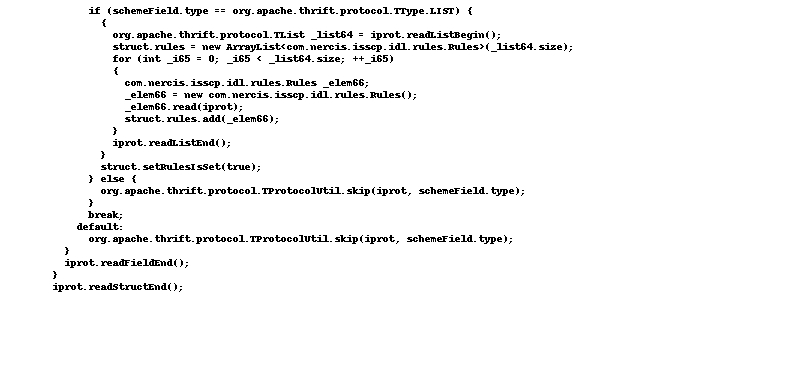 if (schemeField.type == org.apache.thrift.protocol.TType.LIST) {
{
org.apache.thrift.protocol.TList _list64 = iprot.readListBegin();
struct.rules = new ArrayList<com.nercis.isscp.idl.rules.Rules>(_list64.size);
for (int _i65 = 0; _i65 < _list64.size; ++_i65)
{
com.nercis.isscp.idl.rules.Rules _elem66;
_elem66 = new com.nercis.isscp.idl.rules.Rules();
_elem66.read(iprot);
struct.rules.add(_elem66);
}
iprot.readListEnd();
}
struct.setRulesIsSet(true);
} else {
org.apache.thrift.protocol.TProtocolUtil.skip(iprot, schemeField.type);
}
break;
default:
org.apache.thrift.protocol.TProtocolUtil.skip(iprot, schemeField.type);
}
iprot.readFieldEnd();
}
iprot.readStructEnd();